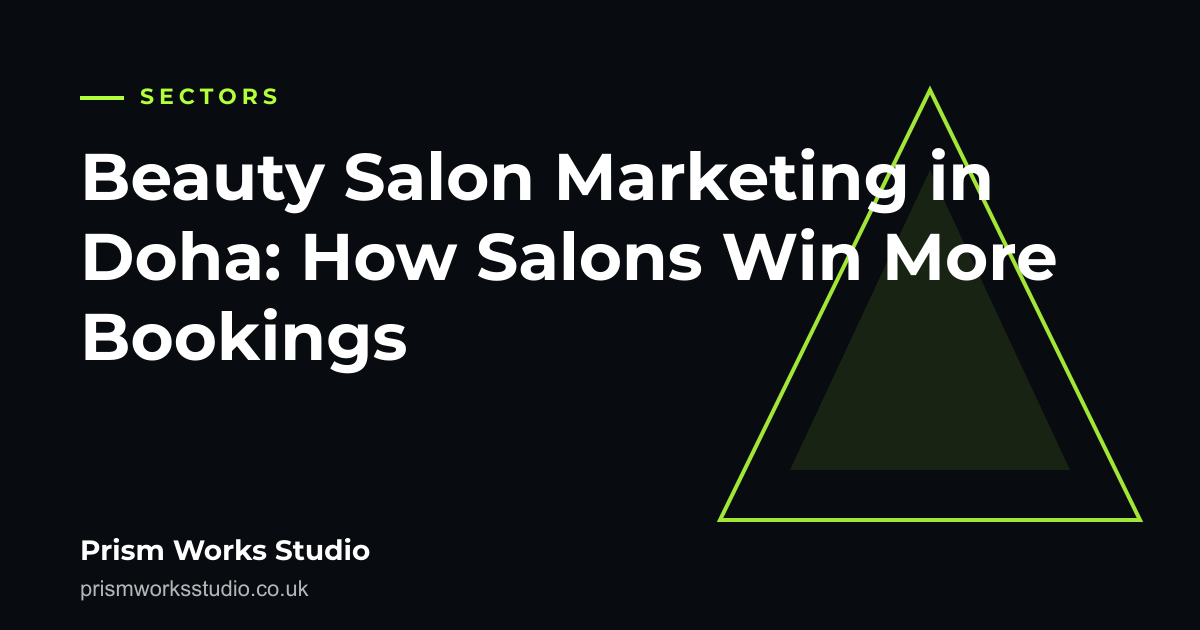 SECTORS
Beauty Salon Marketing in
Doha: How Salons Win More
Bookings
Prism Works Studio
prismworksstudio.co.uk